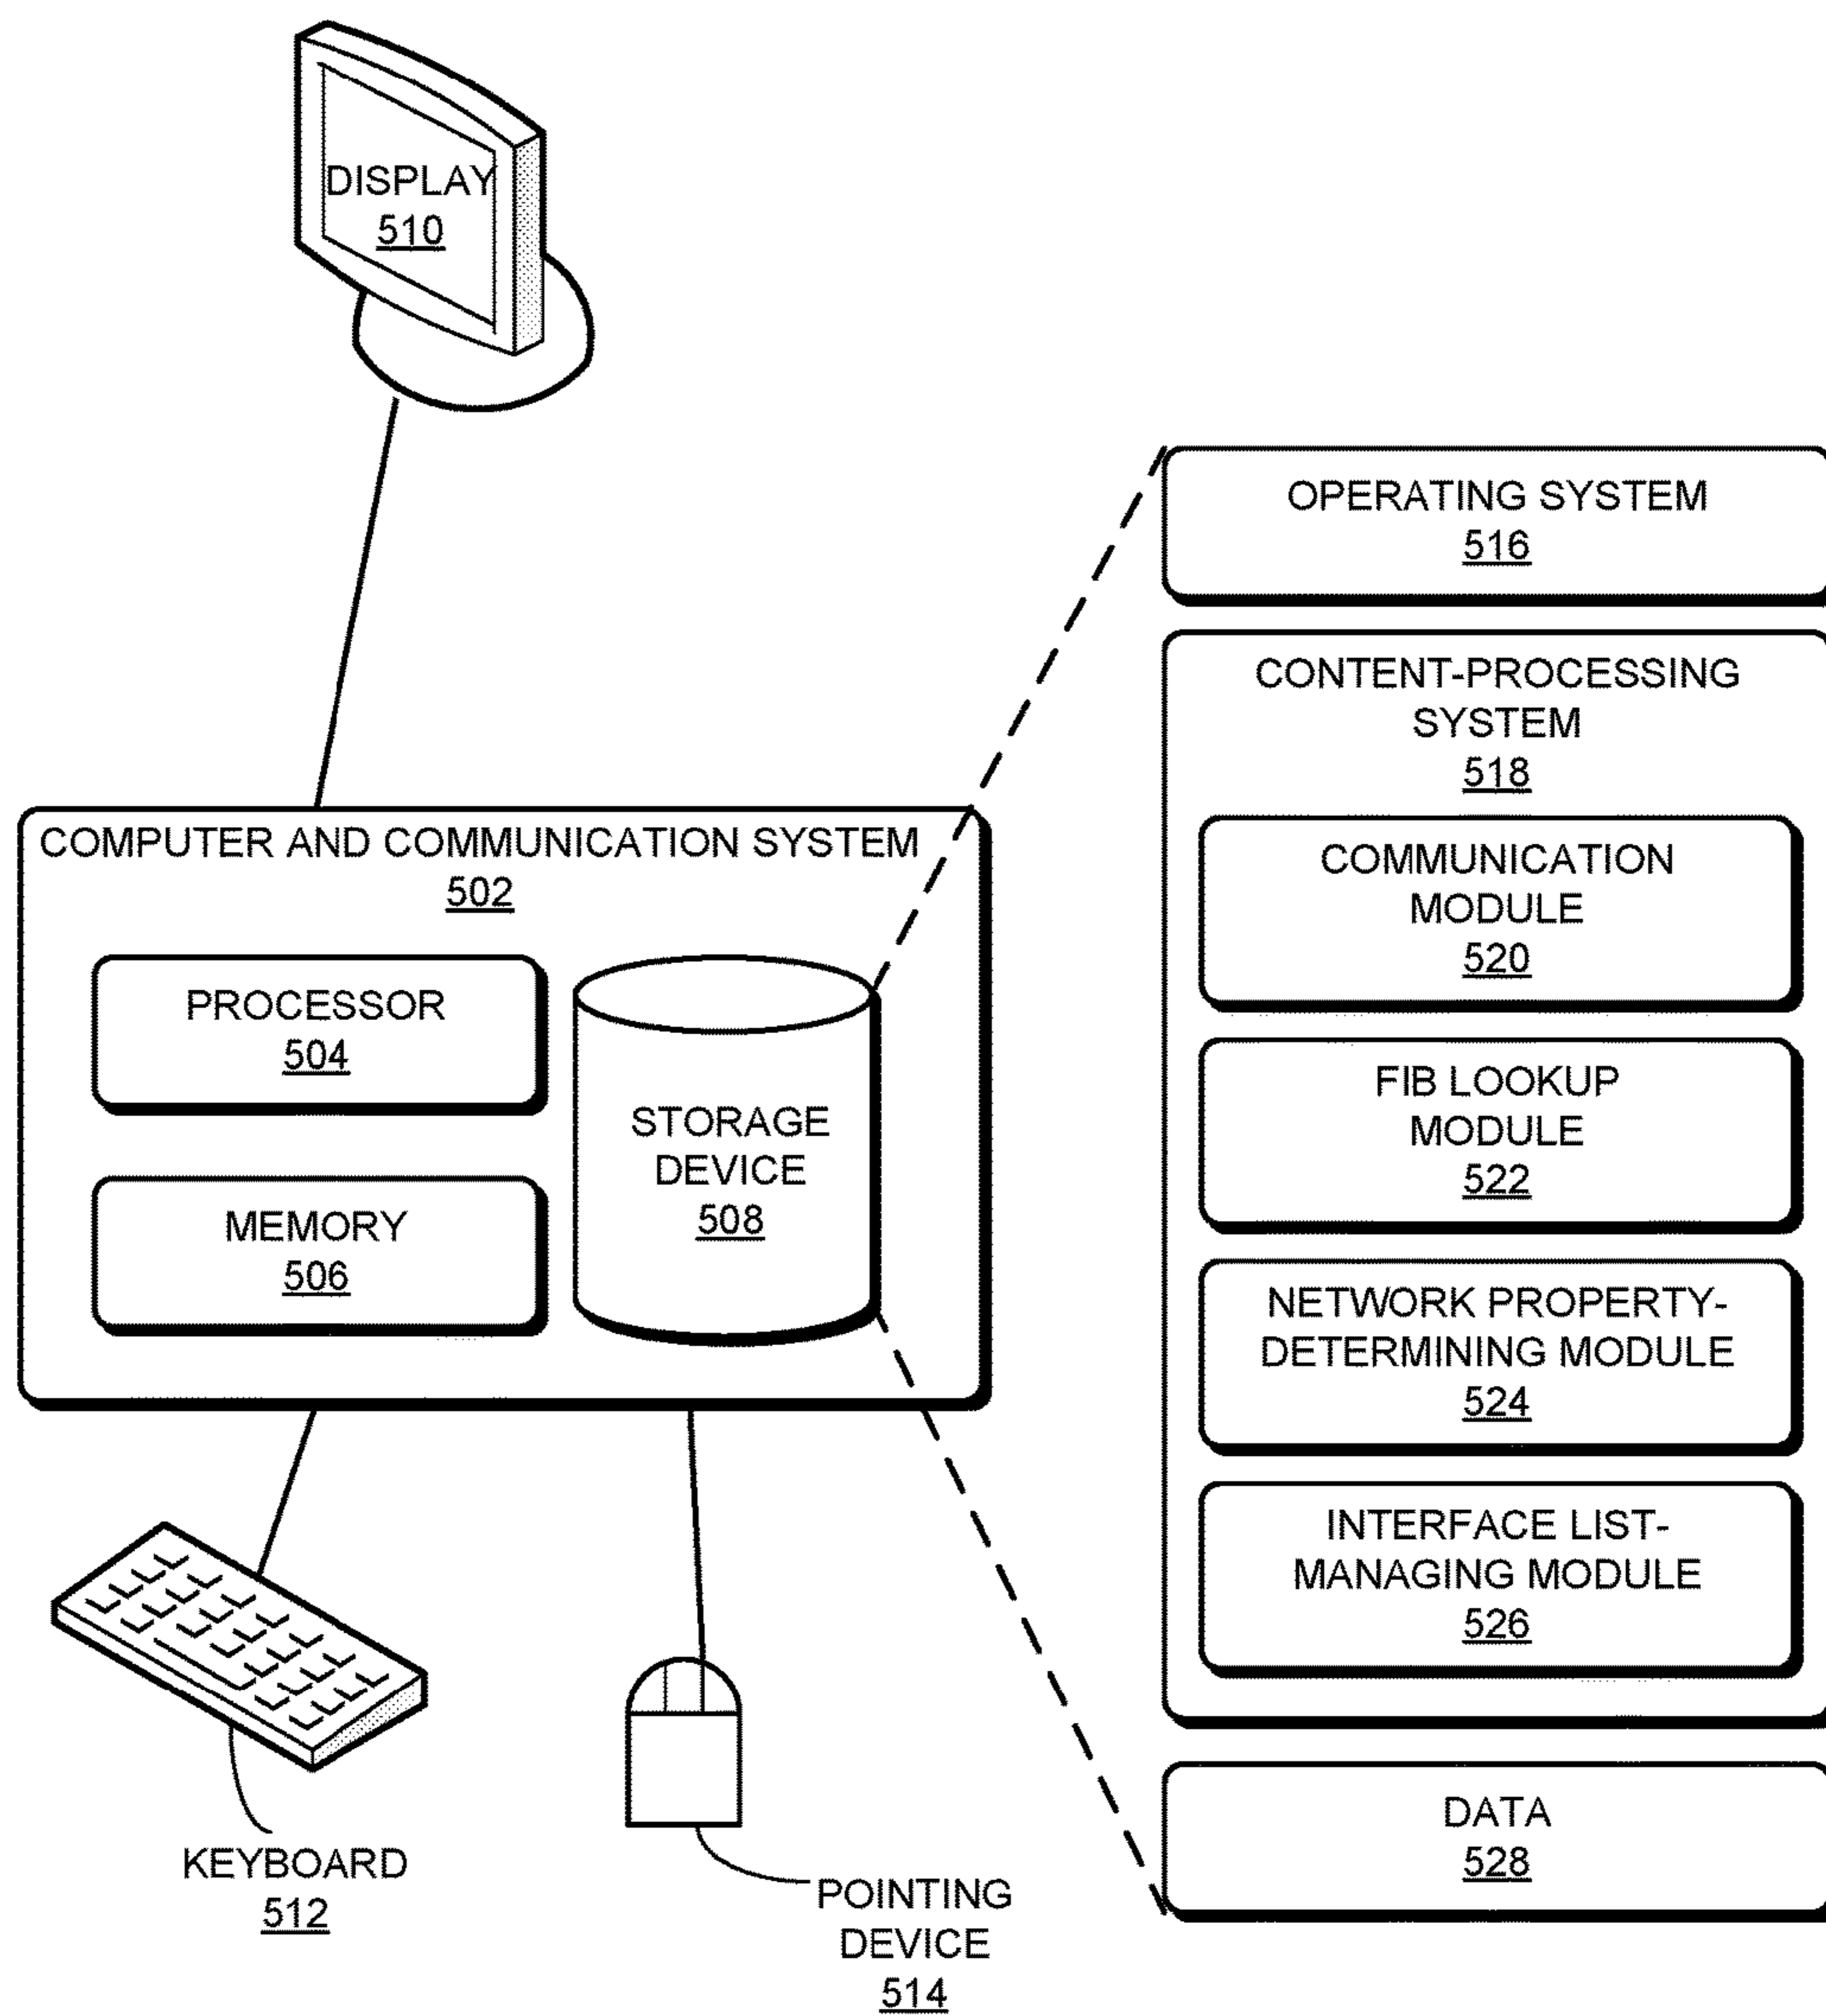 DISPLAY
510
COMPUTER AND COMMUNICATION SYSTEM
502
PROCESSOR
504
MEMORY
506
STORAGE
DEVICE
508
KEYBOARD
512
POINTING
DEVICE
514
OPERATING SYSTEM
516
CONTENT-PROCESSING
SYSTEM
518
COMMUNICATION
MODULE
520
FIB LOOKUP
MODULE
522
NETWORK PROPERTY-
DETERMINING MODULE
524
INTERFACE LIST-
MANAGING MODULE
526
DATA
528